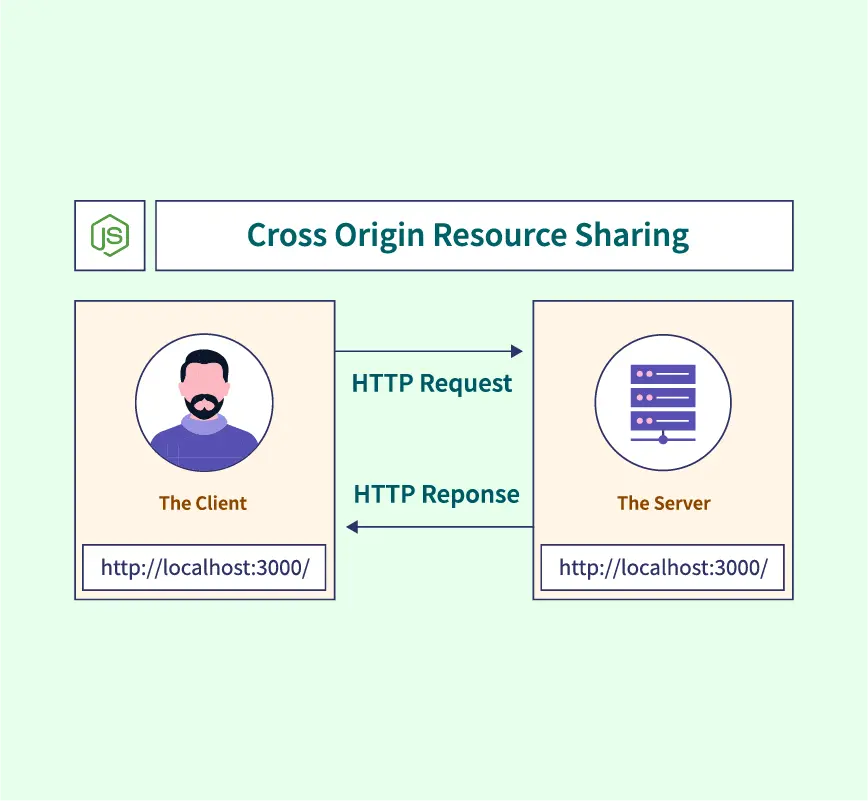 JS
Cross Origin Resource Sharing
HTTP Request
HTTP Reponse
The Client
http://localhost:3000/
The Server
http://localhost:3000/